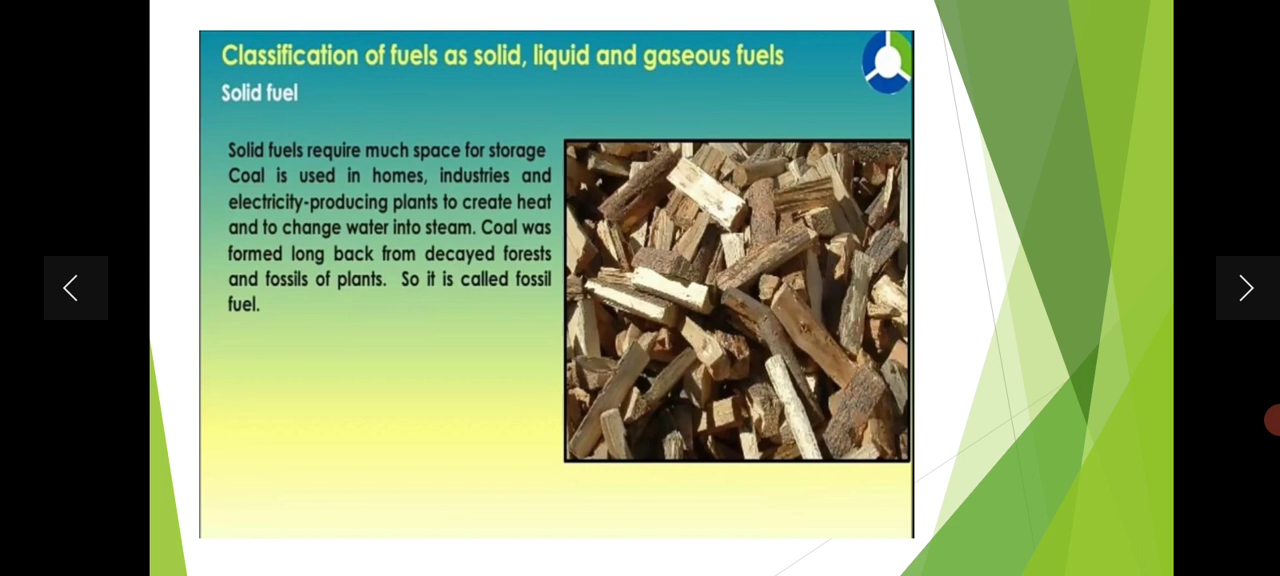 Classification of fuels as solid, liquid and gaseous fuels
Solid fuel
Solid fuels require much space for storage
Coal is used in homes, industries and
electricity-producing plants to create heat
and to change water into steam. Coal was
formed long back from decayed forests
and fossils of plants. So it is called fossil
fuel.